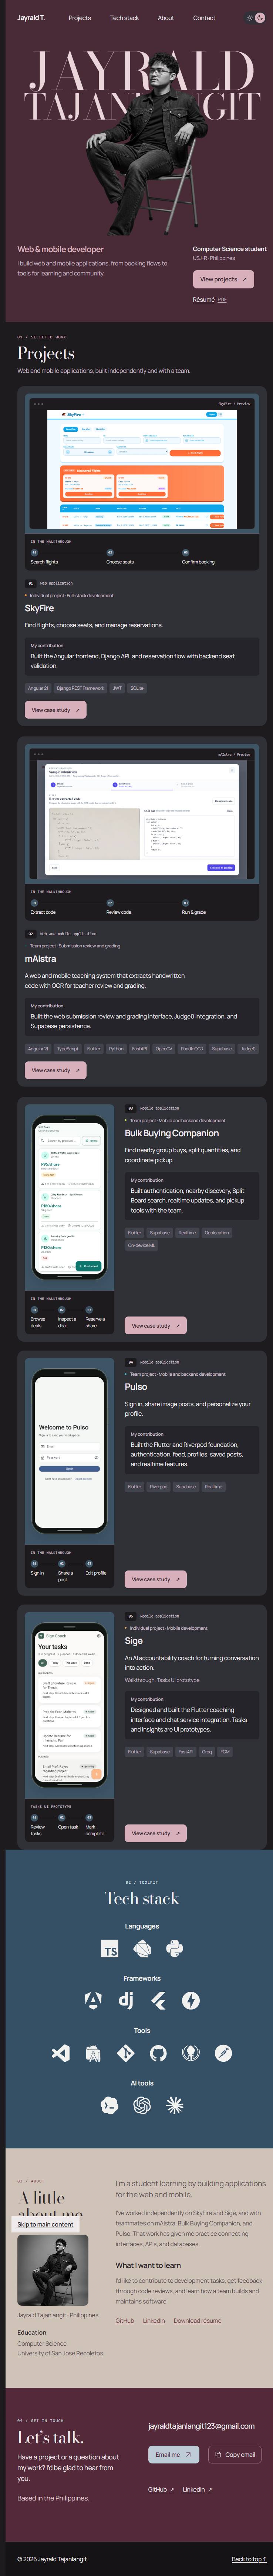 Jayrald T.
Projects
Tech stack
About
Contact
JAYRALD
TAJANLANGIT
Web & mobile developer
I build web and mobile applications, from booking flows to
tools for learning and community.
Computer Science student
USJ-R · Philippines
View projects ↗
Résumé PDF
01 / SELECTED WORK
Projects
Web and mobile applications, built independently and with a team.
SkyFire / Preview
SkyFire
IN THE WALKTHROUGH
Search flights
Choose seats
Confirm booking
01 Web application
Individual project · Full-stack development
SkyFire
Find flights, choose seats, and manage reservations.
My contribution
Built the Angular frontend, Django API, and reservation flow with backend seat
validation.
Angular 21
Django REST Framework
JWT
SQLite
View case study ↗
mAIstra / Preview
IN THE WALKTHROUGH
Extract code
Review code
Run & grade
02 Web and mobile application
Team project · Submission review and grading
mAIstra
A web and mobile teaching system that extracts handwritten
code with OCR for teacher review and grading.
My contribution
Built the web submission review and grading interface, Judge0 integration, and
Supabase persistence.
Angular 21
TypeScript
Flutter
Python
FastAPI
OpenCV
PaddleOCR
Supabase
Judge0
View case study ↗
IN THE WALKTHROUGH
Browse
deals
Inspect a
deal
Reserve a
share
03 Mobile application
Team project · Mobile and backend development
Bulk Buying Companion
Find nearby group buys, split quantities, and
coordinate pickup.
My contribution
Built authentication, nearby discovery, Split
Board search, realtime updates, and pickup
tools with the team.
Flutter
Supabase
Realtime
Geolocation
On-device ML
View case study ↗
Welcome to Pulso
IN THE WALKTHROUGH
Sign in
Share a
post
Edit profile
04 Mobile application
Team project · Mobile and backend development
Pulso
Sign in, share image posts, and personalize your
profile.
My contribution
Built the Flutter and Riverpod foundation,
authentication, feed, profiles, saved posts,
and realtime features.
Flutter
Riverpod
Supabase
Realtime
View case study ↗
Sige Coach
Your tasks
TASKS UI PROTOTYPE
Review
tasks
Open task
Mark
complete
05 Mobile application
Individual project · Mobile development
Sige
An AI accountability coach for turning conversation
into action.
Walkthrough: Tasks UI prototype
My contribution
Designed and built the Flutter coaching
interface and chat service integration. Tasks
and Insights are UI prototypes.
Flutter
Supabase
FastAPI
Groq
FCM
View case study ↗
02 / TOOLKIT
Tech stack
Languages
TS
Frameworks
dj
Tools
AI tools
03 / ABOUT
A little
about me
Skip to main content
Jayrald Tajanlangit · Philippines
Education
Computer Science
University of San Jose Recoletos
I'm a student learning by building applications
for the web and mobile.
I've worked independently on SkyFire and Sige, and with
teammates on mAIstra, Bulk Buying Companion, and
Pulso. That work has given me practice connecting
interfaces, APIs, and databases.
What I want to learn
I'd like to contribute to development tasks, get feedback
through code reviews, and learn how a team builds and
maintains software.
GitHub
LinkedIn
Download résumé
04 / GET IN TOUCH
Let's talk.
Have a project or a question about
my work? I'd be glad to hear from
you.
Based in the Philippines.
jayraldtajanlangit123@gmail.com
Email me
Copy email
GitHub ↗
LinkedIn ↗
© 2026 Jayrald Tajanlangit
Back to top ↑